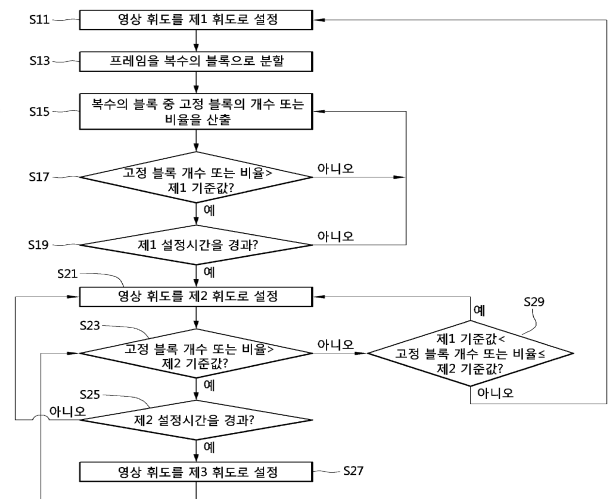 S11
영상 휘도를 제1 휘도로 설정
S13
프레임을 복수의 블록으로 분할
S15
복수의 블록 중 고정 블록의 개수 또는
비율을 산출
S17
고정 블록 개수 또는 비율>
제1 기준값?
아니오
예
S19
제1 설정시간을 경과?
아니오
예
S21
영상 휘도를 제2 휘도로 설정
S23
고정 블록 개수 또는 비율>
제2 기준값?
아니오
예
S29
제1 기준값<
고정 블록 개수 또는 비율≤
제2 기준값?
예
아니오
S25
제2 설정시간을 경과?
아니오
예
영상 휘도를 제3 휘도로 설정
S27